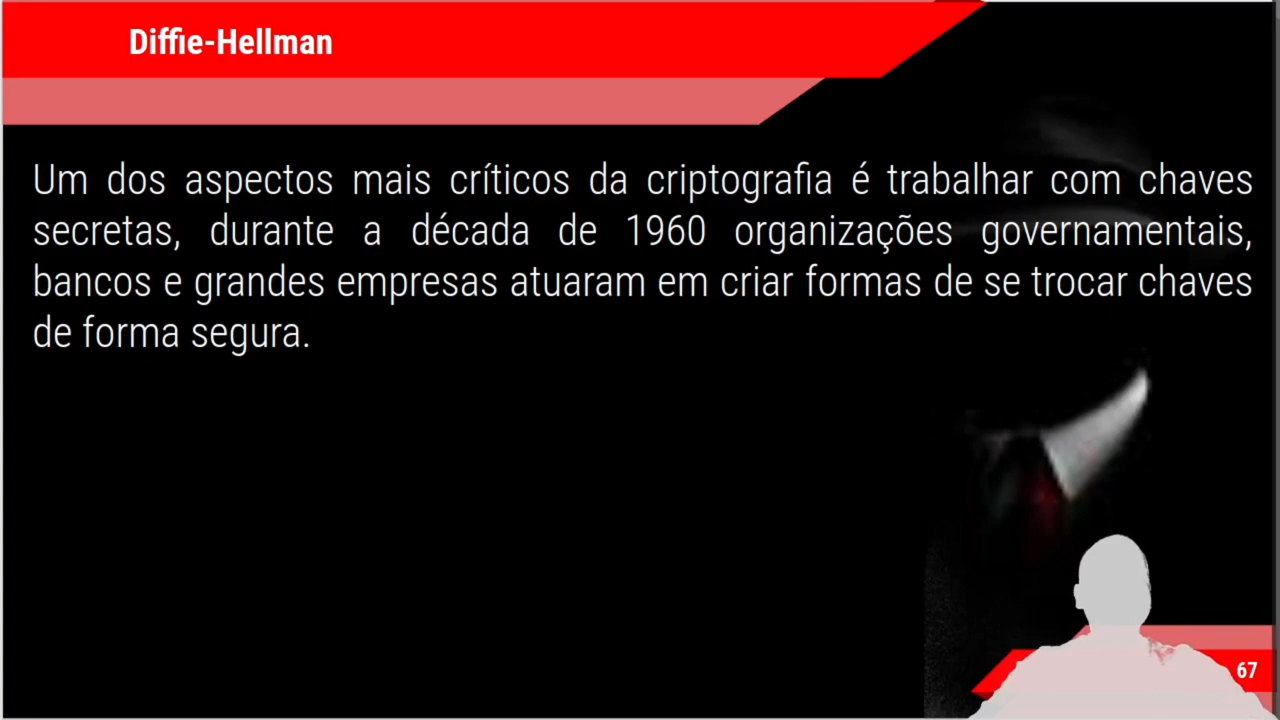 Diffie-Hellman
Um dos aspectos mais críticos da criptografia é trabalhar com chaves
secretas, durante a década de 1960 organizações governamentais,
bancos e grandes empresas atuaram em criar formas de se trocar chaves
de forma segura.
67